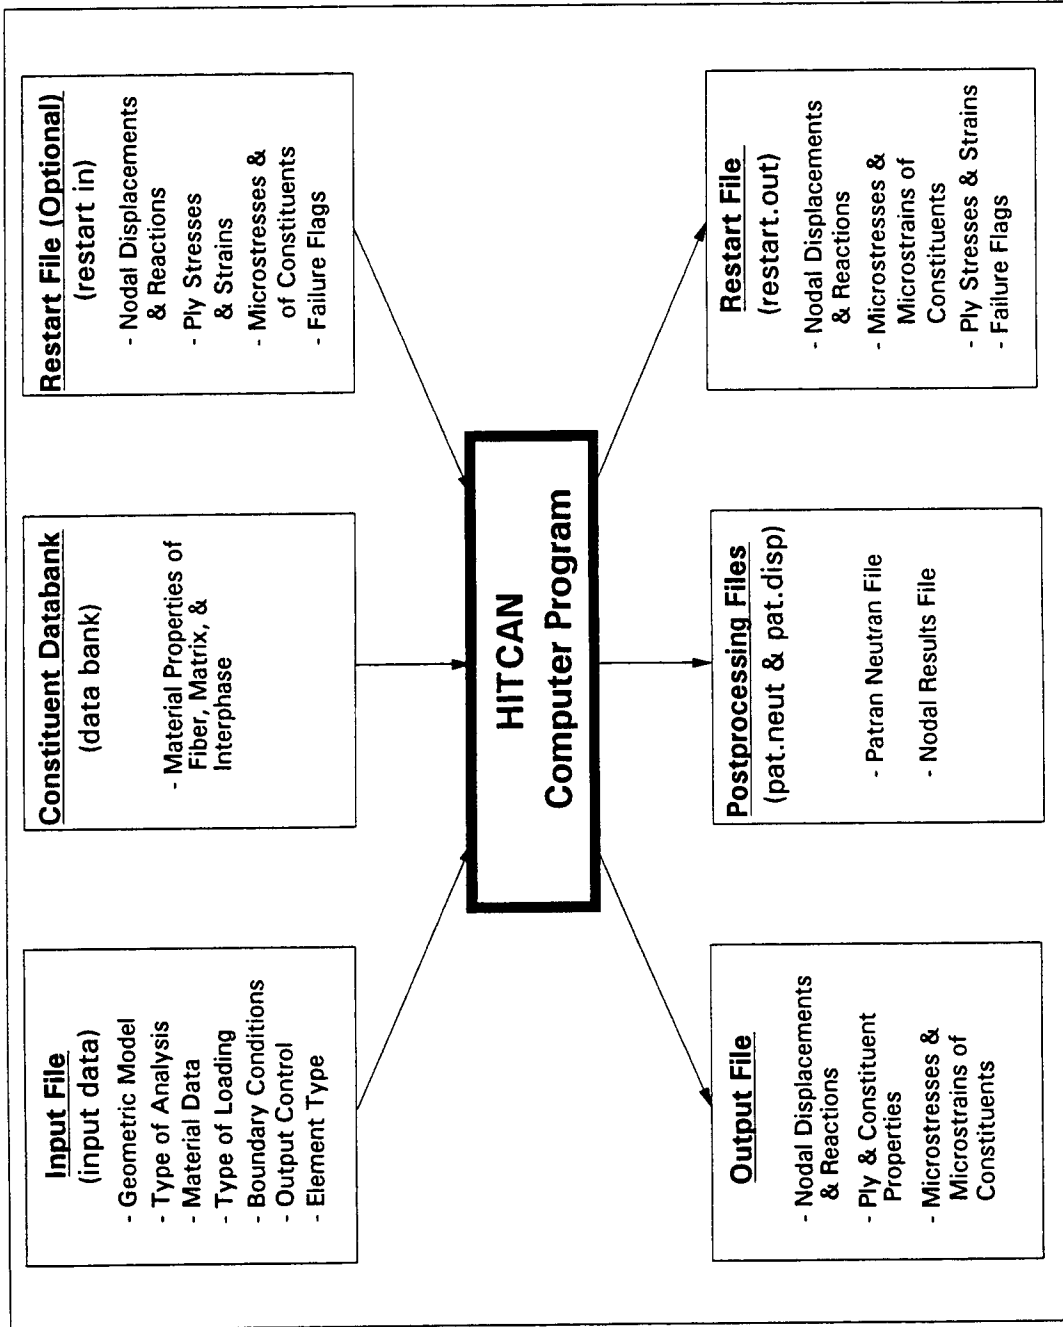 Input File
(input data)
- Geometric Model
- Type of Analysis
- Material Data
- Type of Loading
- Boundary Conditions
- Output Control
- Element Type
Constituent Databank
(data bank)
- Material Properties of
Fiber, Matrix, &
Interphase
Restart File (Optional)
(restart in)
- Nodal Displacements
& Reactions
- Ply Stresses
& Strains
- Microstresses &
of Constituents
- Failure Flags
HITCAN
Computer Program
Output File
- Nodal Displacements
& Reactions
- Ply & Constituent
Properties
- Microstresses &
Microstrains of
Constituents
Postprocessing Files
(pat.neut & pat.disp)
- Patran Neutran File
- Nodal Results File
Restart File
(restart.out)
- Nodal Displacements
& Reactions
- Microstresses &
Microstrains of
Constituents
- Ply Stresses & Strains
- Failure Flags